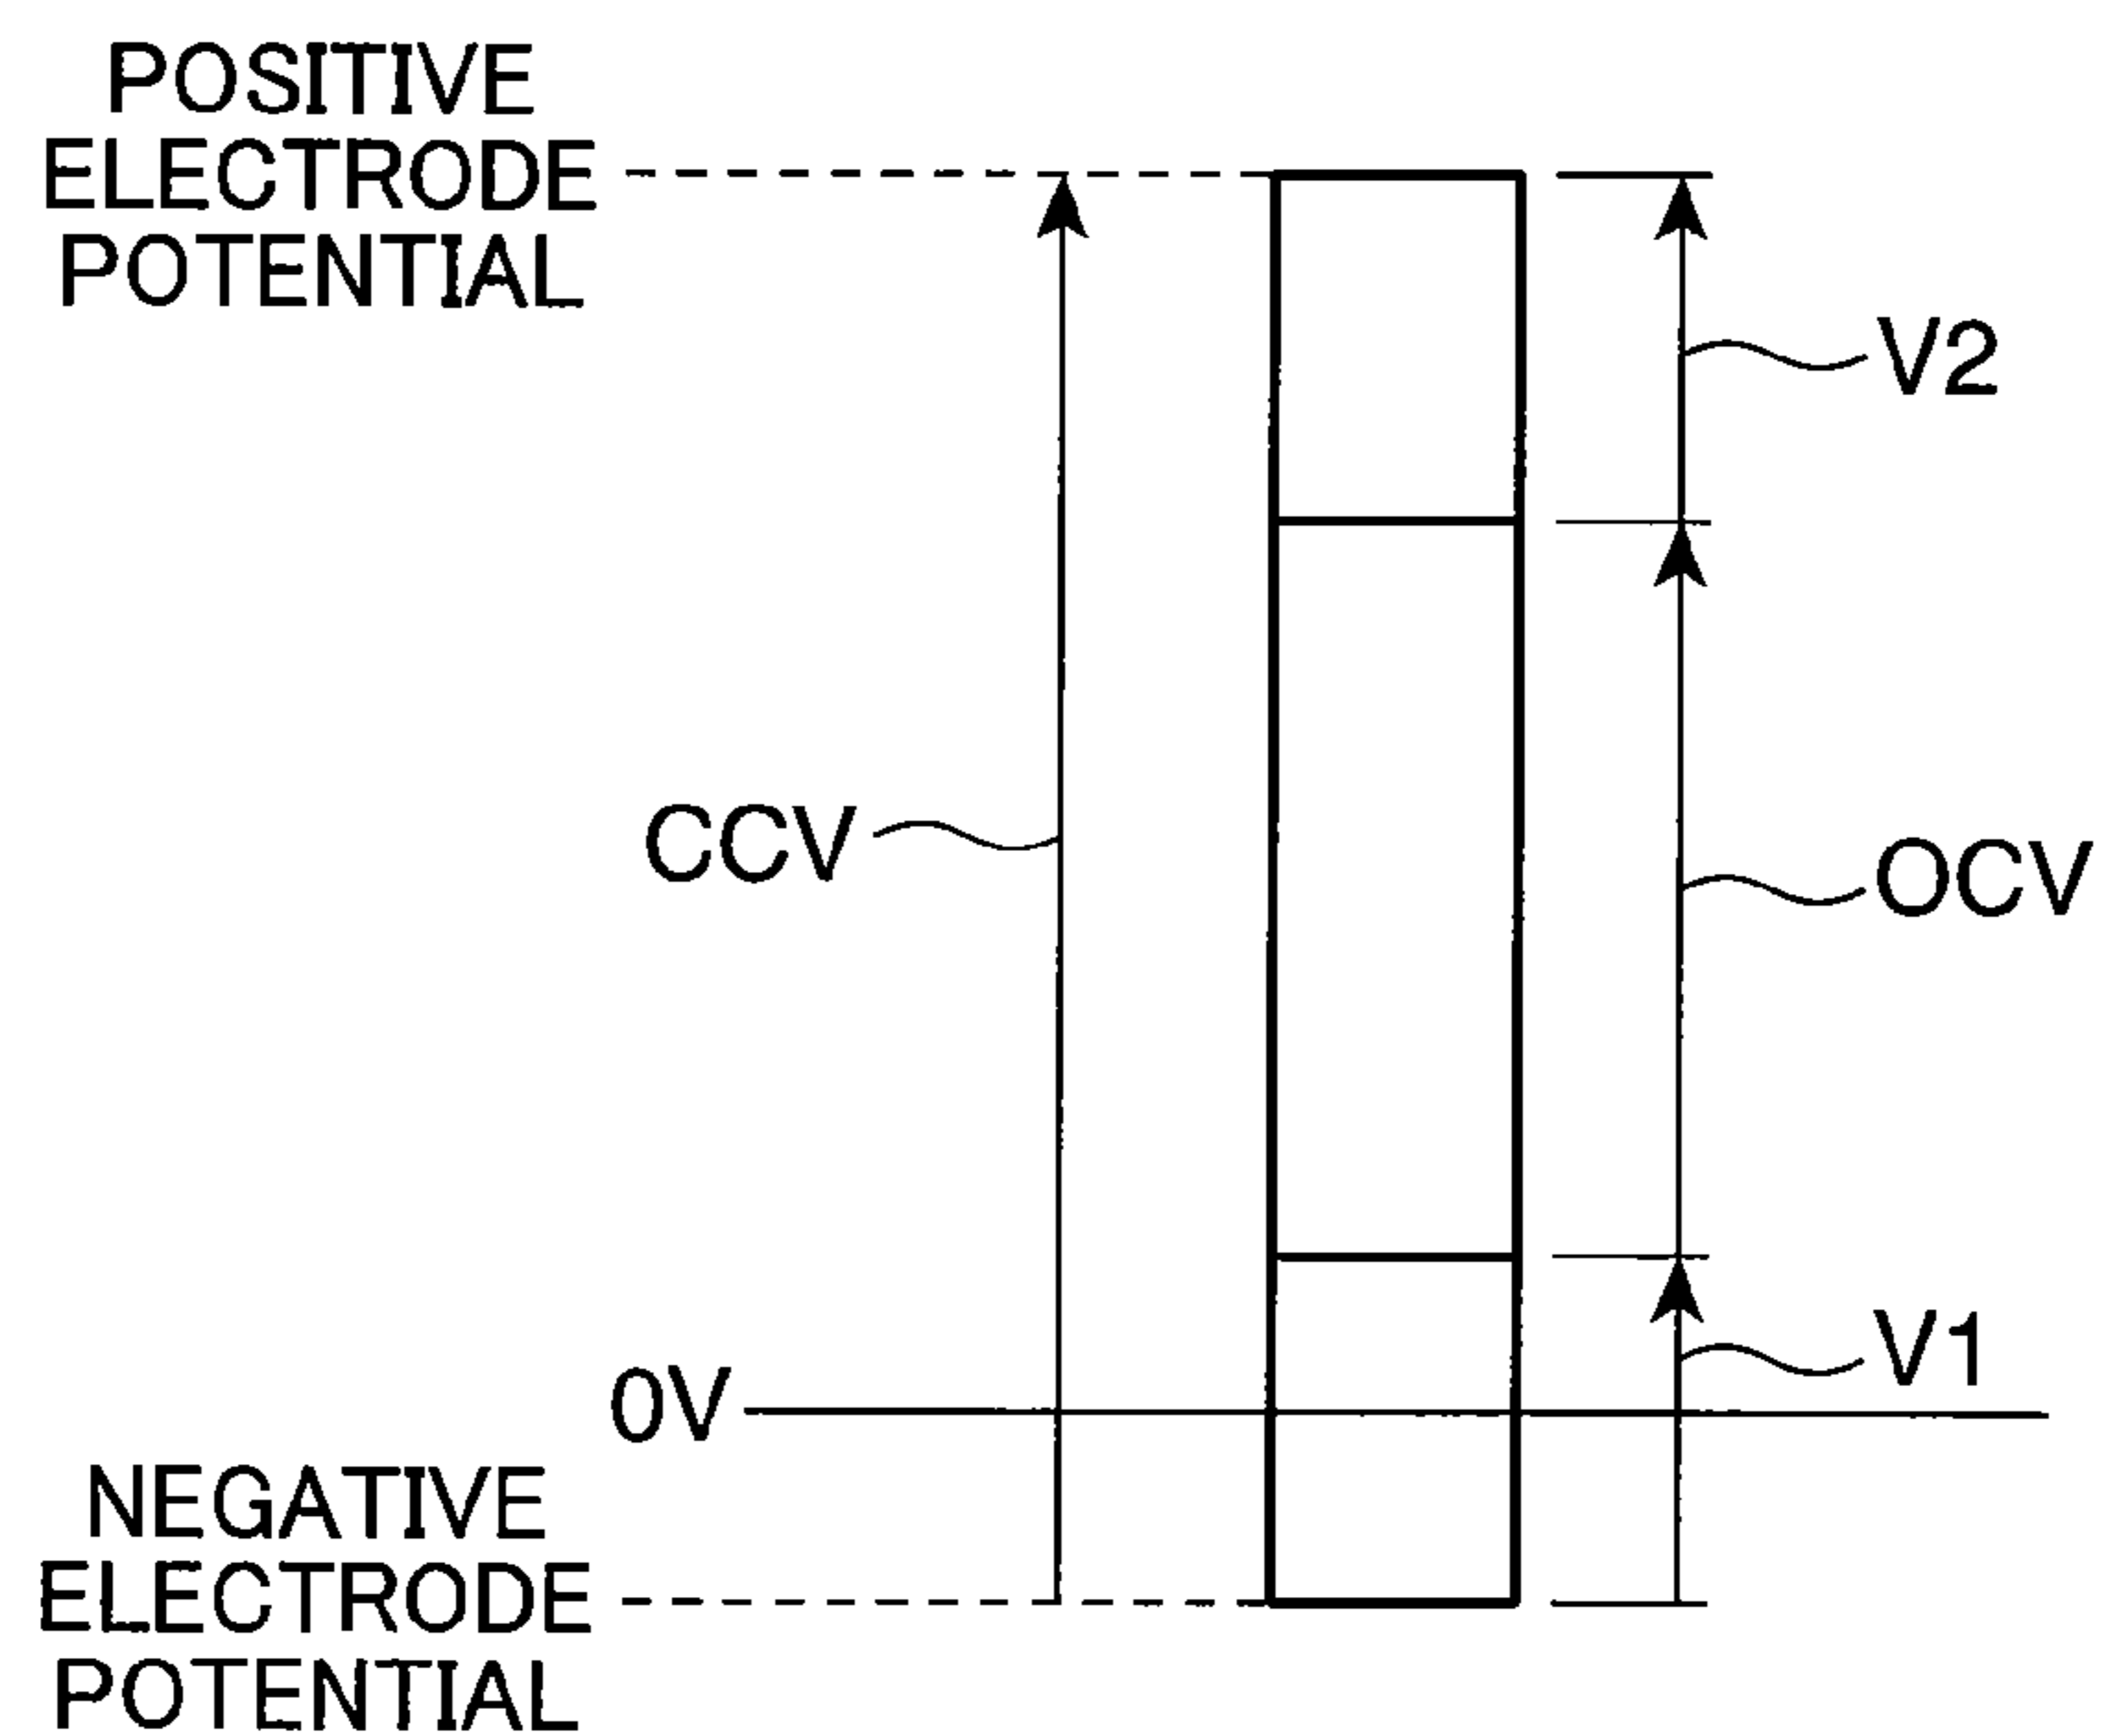 POSITIVE
ELECTRODE
POTENTIAL
V2
CCV
OCV
V1
0V
NEGATIVE
ELECTRODE
POTENTIAL